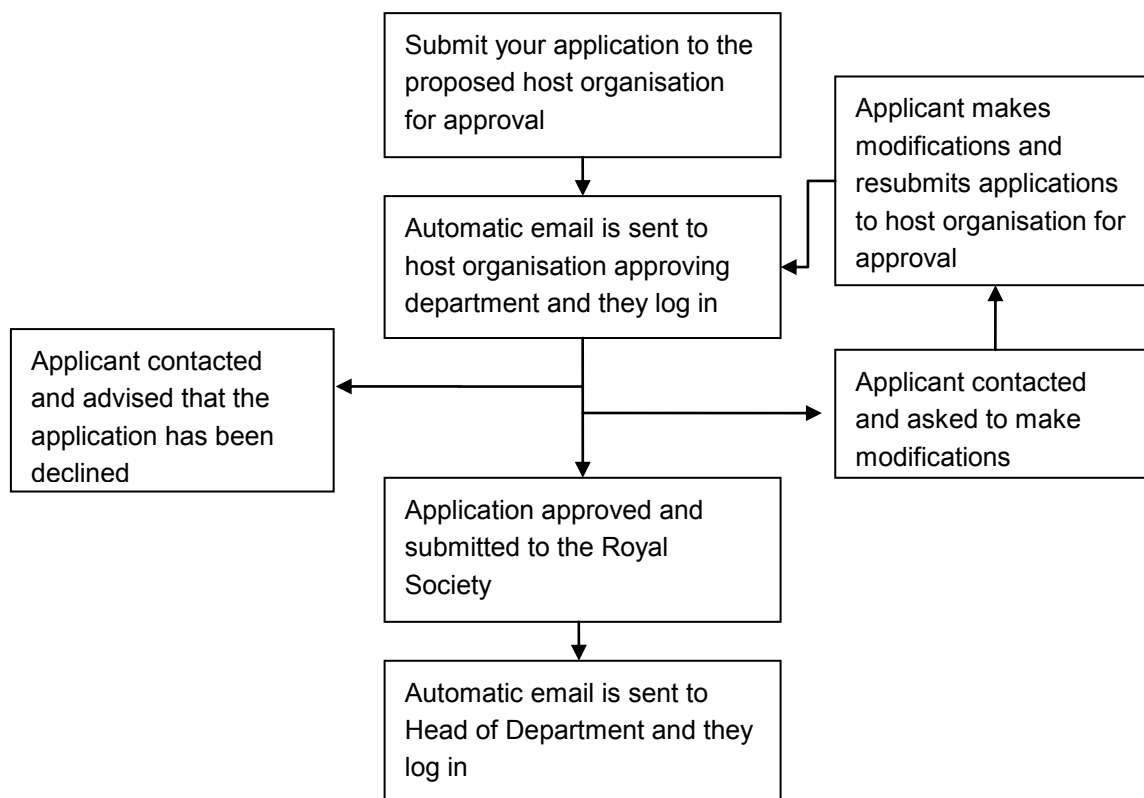 Submit your application to the
proposed host organisation
for approval
Applicant makes
modifications and
resubmits applications
to host organisation for
approval
Automatic email is sent to
host organisation approving
department and they log in
Applicant contacted
and advised that the
application has been
declined
Applicant contacted
and asked to make
modifications
Application approved and
submitted to the Royal
Society
Automatic email is sent to
Head of Department and they
log in